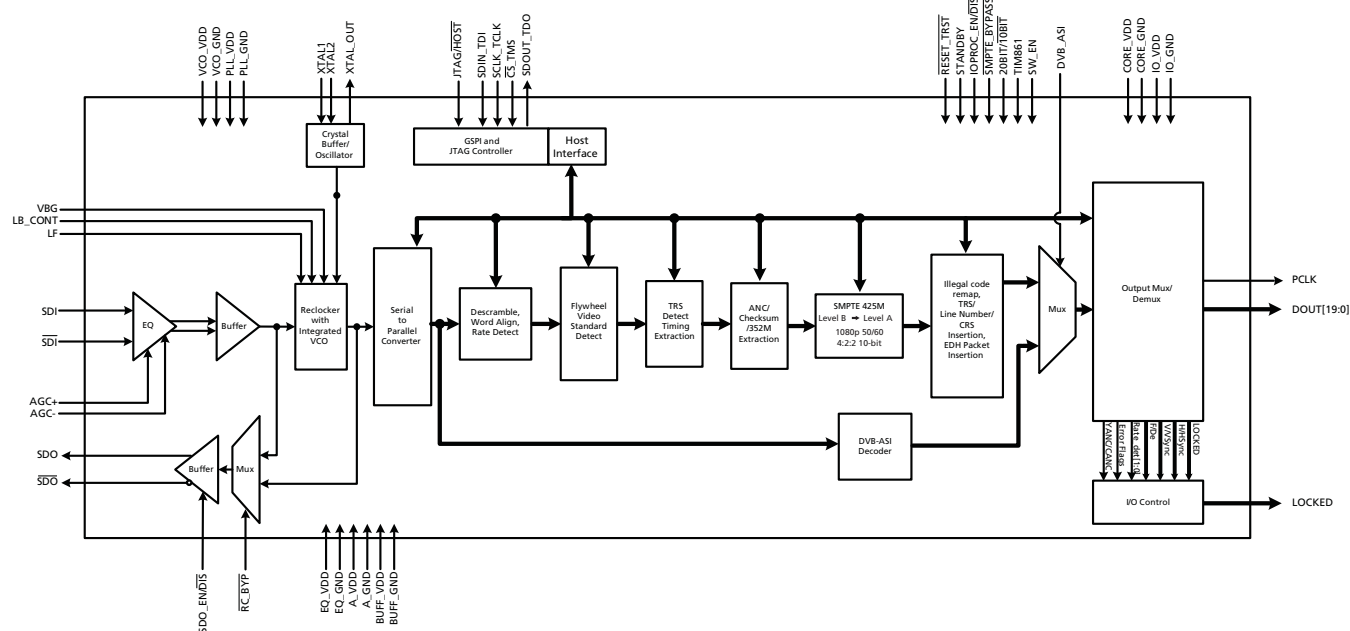 VCO_VDD
VCO_GND
PLL_VDD
PLL_GND
XTAL1
XTAL2
XTAL_OUT
JTAG/HOST
SDIN_TDI
SCLK_TCLK
CS_TMS
SDOUT_TDO
RESET_TRST
STANDBY
IOPROC_EN/DIS
SMPTE_BYPASS
20BIT/10BIT
TIM861
SW_EN
DVB_ASI
CORE_VDD
CORE_GND
IO_VDD
IO_GND
Crystal
Buffer/
Oscillator
GSPI and
JTAG Controller
Host
Interface
VBG
LB_CONT
LF
SDI
SDI
EQ
Buffer
Reclocker
with
Integrated
VCO
Serial
to
Parallel
Converter
Descramble,
Word Align,
Rate Detect
Flywheel
Video
Standard
Detect
TRS
Detect
Timing
Extraction
ANC/
Checksum
/352M
Extraction
SMPTE 425M
Level B ➡ Level A
1080p 50/60
4:2:2 10-bit
Illegal code
remap,
TRS/
Line Number/
CRS
Insertion,
EDH Packet
Insertion
Mux
Output Mux/
Demux
PCLK
DOUT[19:0]
AGC+
AGC-
SDO
SDO
Buffer
Mux
DVB-ASI
Decoder
YANC/CANC
Error Flags
Rate_det[1:0]
F/De
V/VSync
H/HSync
LOCKED
I/O Control
LOCKED
SDO_EN/DIS
RC_BYP
EQ_VDD
EQ_GND
A_VDD
A_GND
BUFF_VDD
BUFF_GND